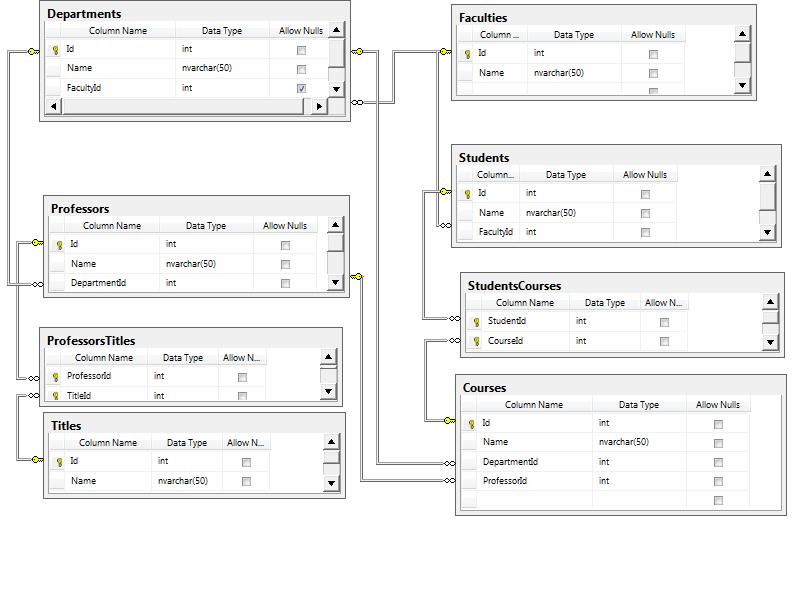 Departments
Column Name Data Type Allow Nulls
Id int
Name nvarchar(50)
FacultyId int
Faculties
Column ... Data Type Allow Nulls
Id int
Name nvarchar(50)
Students
Column... Data Type Allow Nulls
Id int
Name nvarchar(50)
FacultyId int
Professors
Column Name Data Type Allow Nulls
Id int
Name nvarchar(50)
DepartmentId int
StudentsCourses
Column Name Data Type Allow N...
StudentId int
CourseId int
ProfessorsTitles
Column Name Data Type Allow N...
ProfessorId int
TitleId int
Courses
Column Name Data Type Allow Nulls
Id int
Name nvarchar(50)
DepartmentId int
ProfessorId int
Titles
Column Name Data Type Allow N...
Id int
Name nvarchar(50)